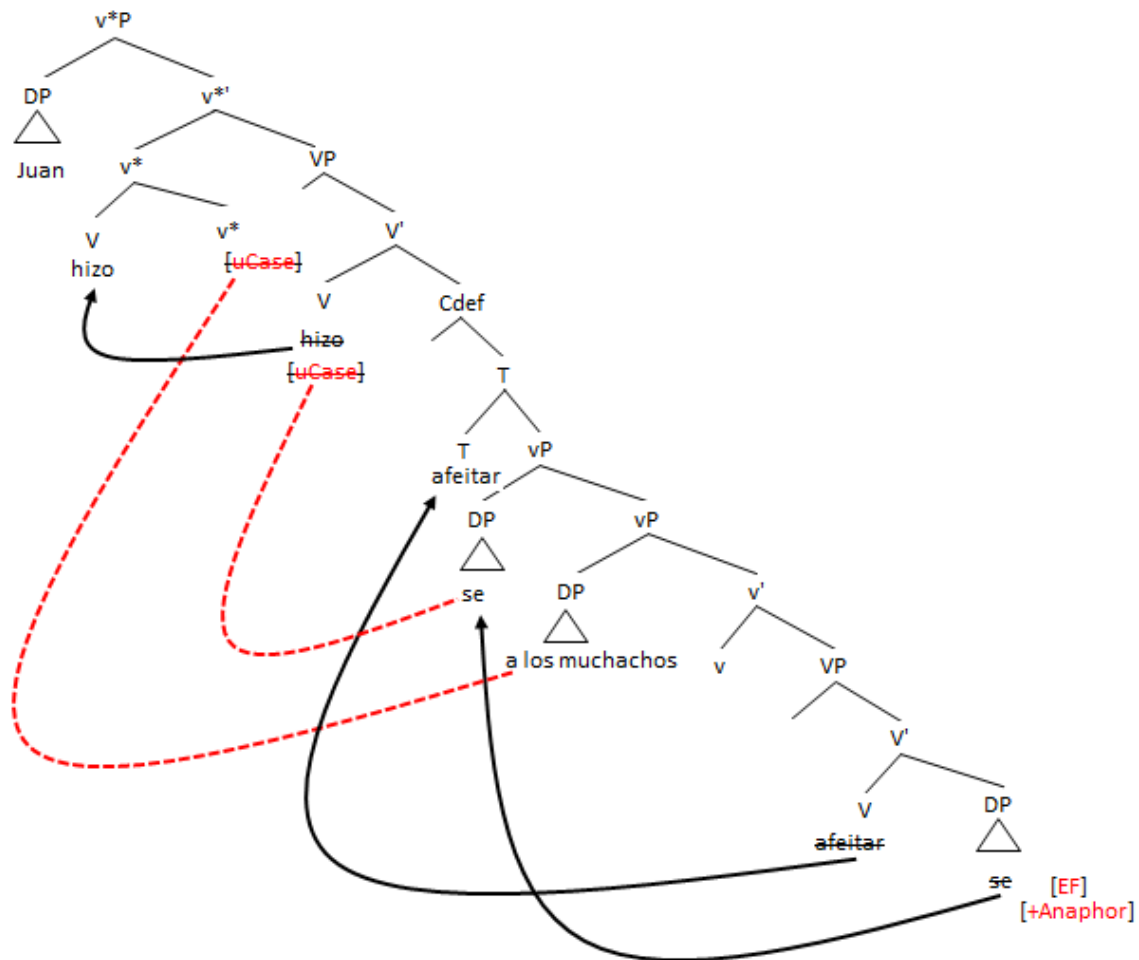 v*P
DP v*'
Juan v* VP
V v* V'
hizo [uCase] V Cdef
hizo
[uCase] T
T vP
afeitar
DP vP
se DP v'
a los muchachos v VP
V'
V DP
afeitar
se [EF]
[+Anaphor]